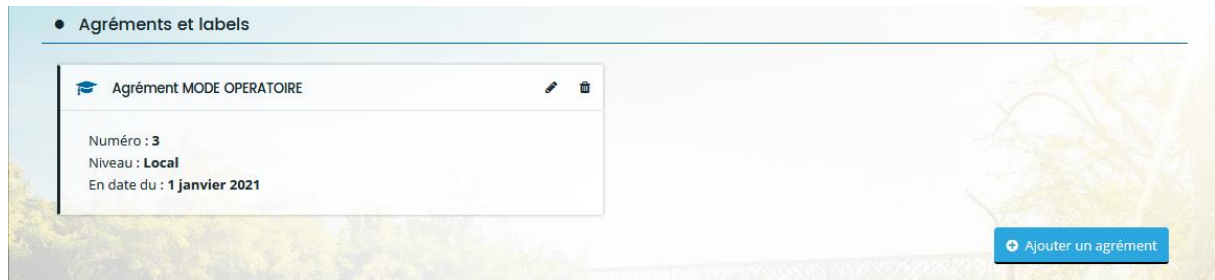 Agréments et labels
Agrément MODE OPERATOIRE
Numéro : 3
Niveau : Local
En date du : 1 janvier 2021
Ajouter un agrément